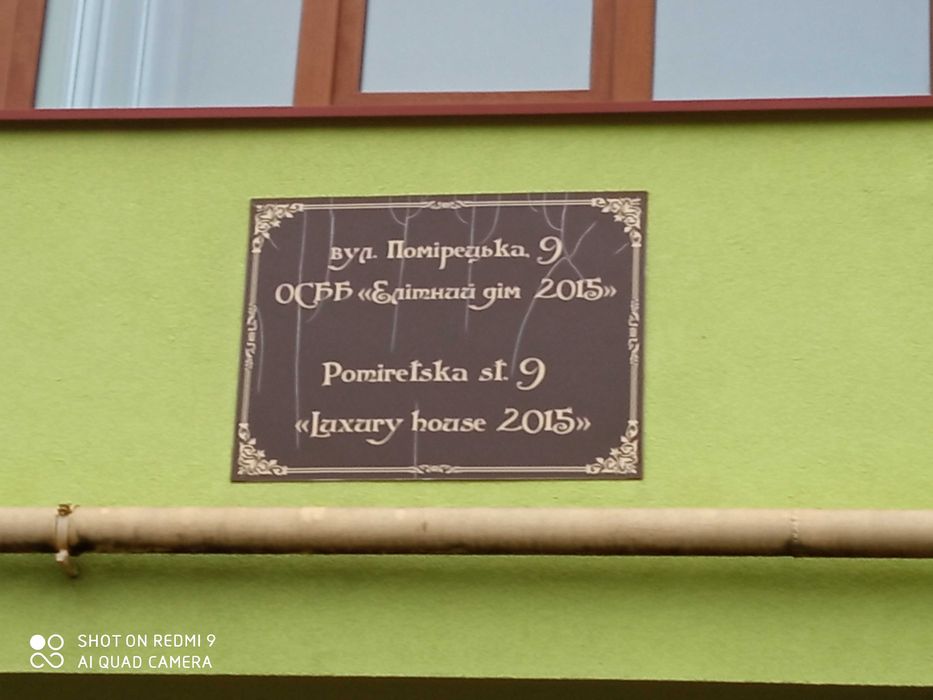 вул. Помірецька, 9
ОСББ «Елітний дім 2015»
Pomiretska st. 9
«Luxury house 2015»
SHOT ON REDMI 9
AI QUAD CAMERA